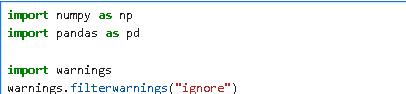 import numpy as np
import pandas as pd
import warnings
warnings.filterwarnings("ignore")